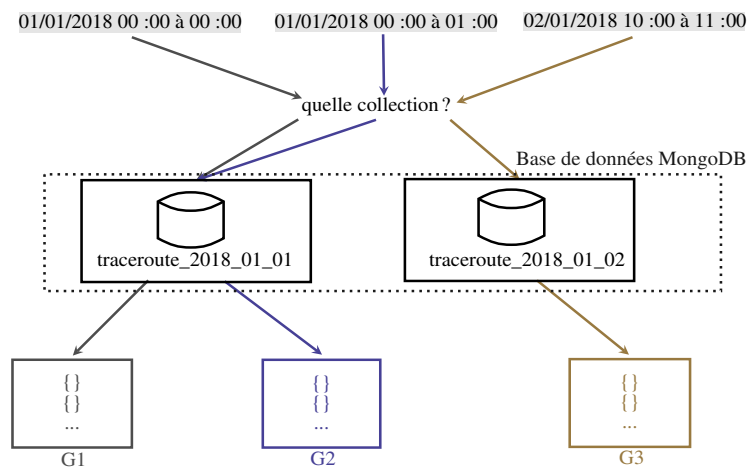 01/01/2018 00 :00 à 00 :00
01/01/2018 00 :00 à 01 :00
02/01/2018 10 :00 à 11 :00
quelle collection ?
Base de données MongoDB
traceroute_2018_01_01
traceroute_2018_01_02
{}
{}
...
{}
{}
...
{}
{}
...
G1
G2
G3